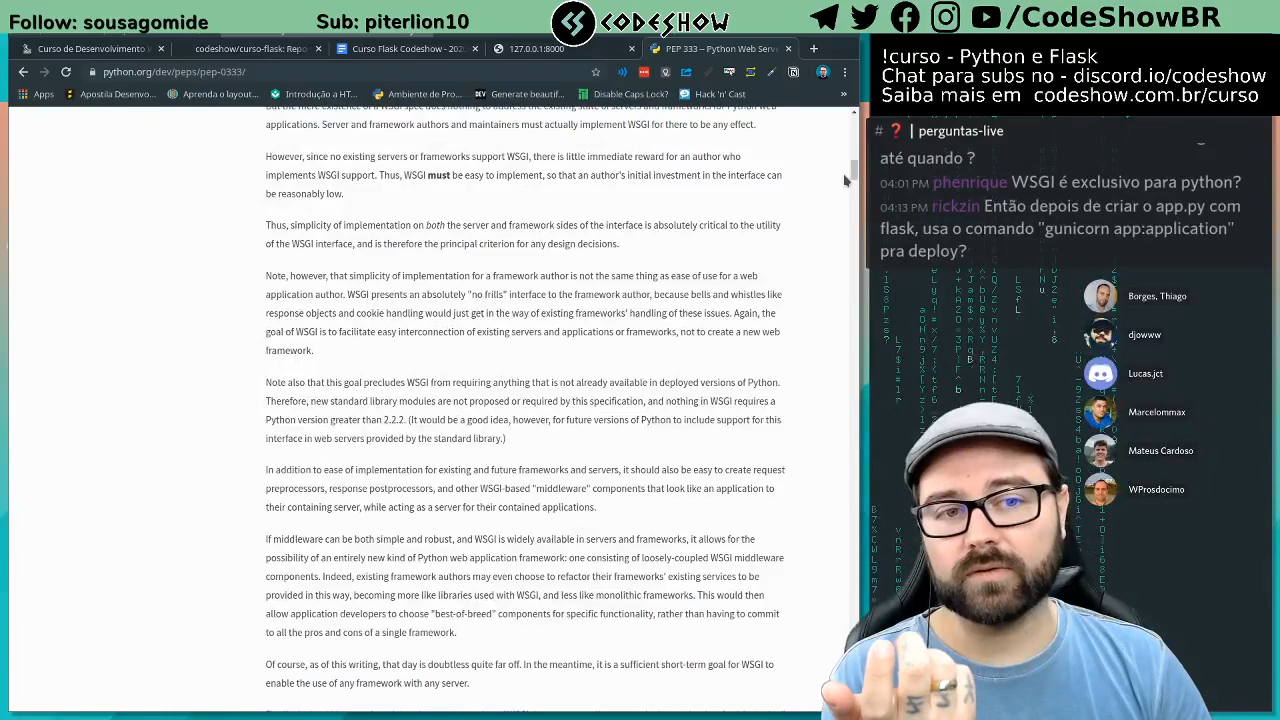 Follow: sousagomide
Sub: piterlion10
CODESHOW
/CodeShowBR
Curso de Desenvolvimento W
codeshow/curso-flask: Repo
Curso Flask Codeshow - 202
127.0.0.1:8000
PEP 333 -- Python Web Serv
python.org/dev/peps/pep-0333/
Apps
Apostila Desenvo...
Aprenda o layout...
Introdução a HT...
Ambiente de Pro...
Generate beautif...
Disable Caps Lock?
Hack 'n' Cast
»
But the mere existence of a WSGI spec does nothing to address the existing state of servers and frameworks for Python web
applications. Server and framework authors and maintainers must actually implement WSGI for there to be any effect.
However, since no existing servers or frameworks support WSGI, there is little immediate reward for an author who
implements WSGI support. Thus, WSGI must be easy to implement, so that an author's initial investment in the interface can
be reasonably low.
Thus, simplicity of implementation on both the server and framework sides of the interface is absolutely critical to the utility
of the WSGI interface, and is therefore the principal criterion for any design decisions.
Note, however, that simplicity of implementation for a framework author is not the same thing as ease of use for a web
application author. WSGI presents an absolutely "no frills" interface to the framework author, because bells and whistles like
response objects and cookie handling would just get in the way of existing frameworks' handling of these issues. Again, the
goal of WSGI is to facilitate easy interconnection of existing servers and applications or frameworks, not to create a new web
framework.
Note also that this goal precludes WSGI from requiring anything that is not already available in deployed versions of Python.
Therefore, new standard library modules are not proposed or required by this specification, and nothing in WSGI requires a
Python version greater than 2.2.2. (It would be a good idea, however, for future versions of Python to include support for this
interface in web servers provided by the standard library.)
In addition to ease of implementation for existing and future frameworks and servers, it should also be easy to create request
preprocessors, response postprocessors, and other WSGI-based "middleware" components that look like an application to
their containing server, while acting as a server for their contained applications.
If middleware can be both simple and robust, and WSGI is widely available in servers and frameworks, it allows for the
possibility of an entirely new kind of Python web application framework: one consisting of loosely-coupled WSGI middleware
components. Indeed, existing framework authors may even choose to refactor their frameworks' existing services to be
provided in this way, becoming more like libraries used with WSGI, and less like monolithic frameworks. This would then
allow application developers to choose "best-of-breed" components for specific functionality, rather than having to commit
to all the pros and cons of a single framework.
Of course, as of this writing, that day is doubtless quite far off. In the meantime, it is a sufficient short-term goal for WSGI to
enable the use of any framework with any server.
!curso - Python e Flask
Chat para subs no - discord.io/codeshow
Saiba mais em codeshow.com.br/curso
# ❓ | perguntas-live
até quando ?
04:01 PM phenrique WSGI é exclusivo para python?
04:13 PM rickzin Então depois de criar o app.py com
flask, usa o comando "gunicorn app:application"
pra deploy?
Borges, Thiago
djowww
Lucas.jct
Marcelommax
Mateus Cardoso
WProsdocimo